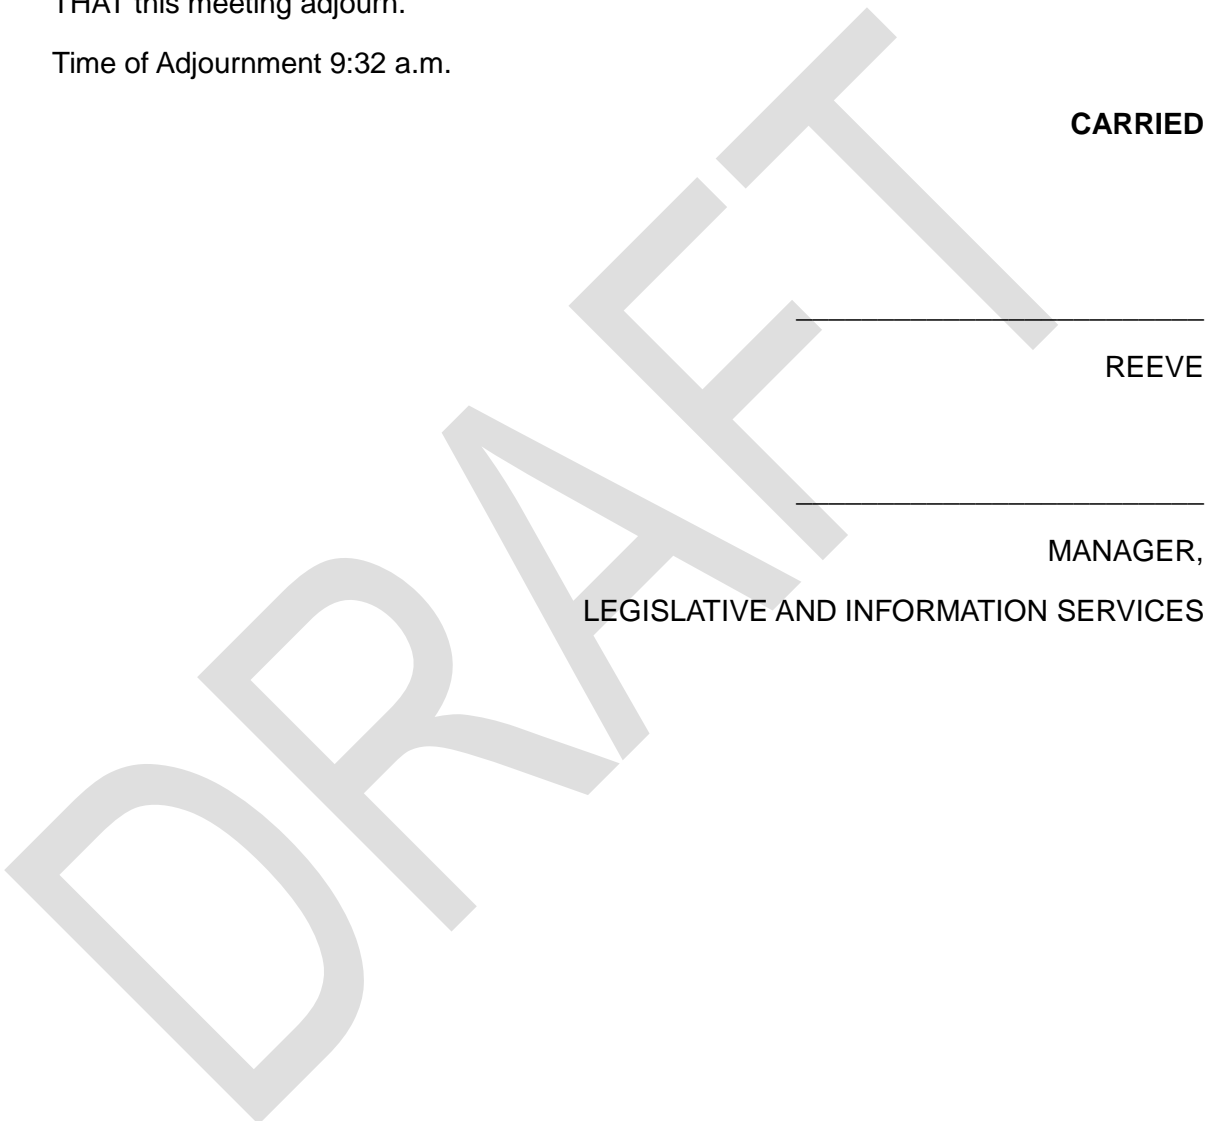 THAT this meeting adjourn.
Time of Adjournment 9:32 a.m.
CARRIED
REEVE
MANAGER,
LEGISLATIVE AND INFORMATION SERVICES
DRAFT